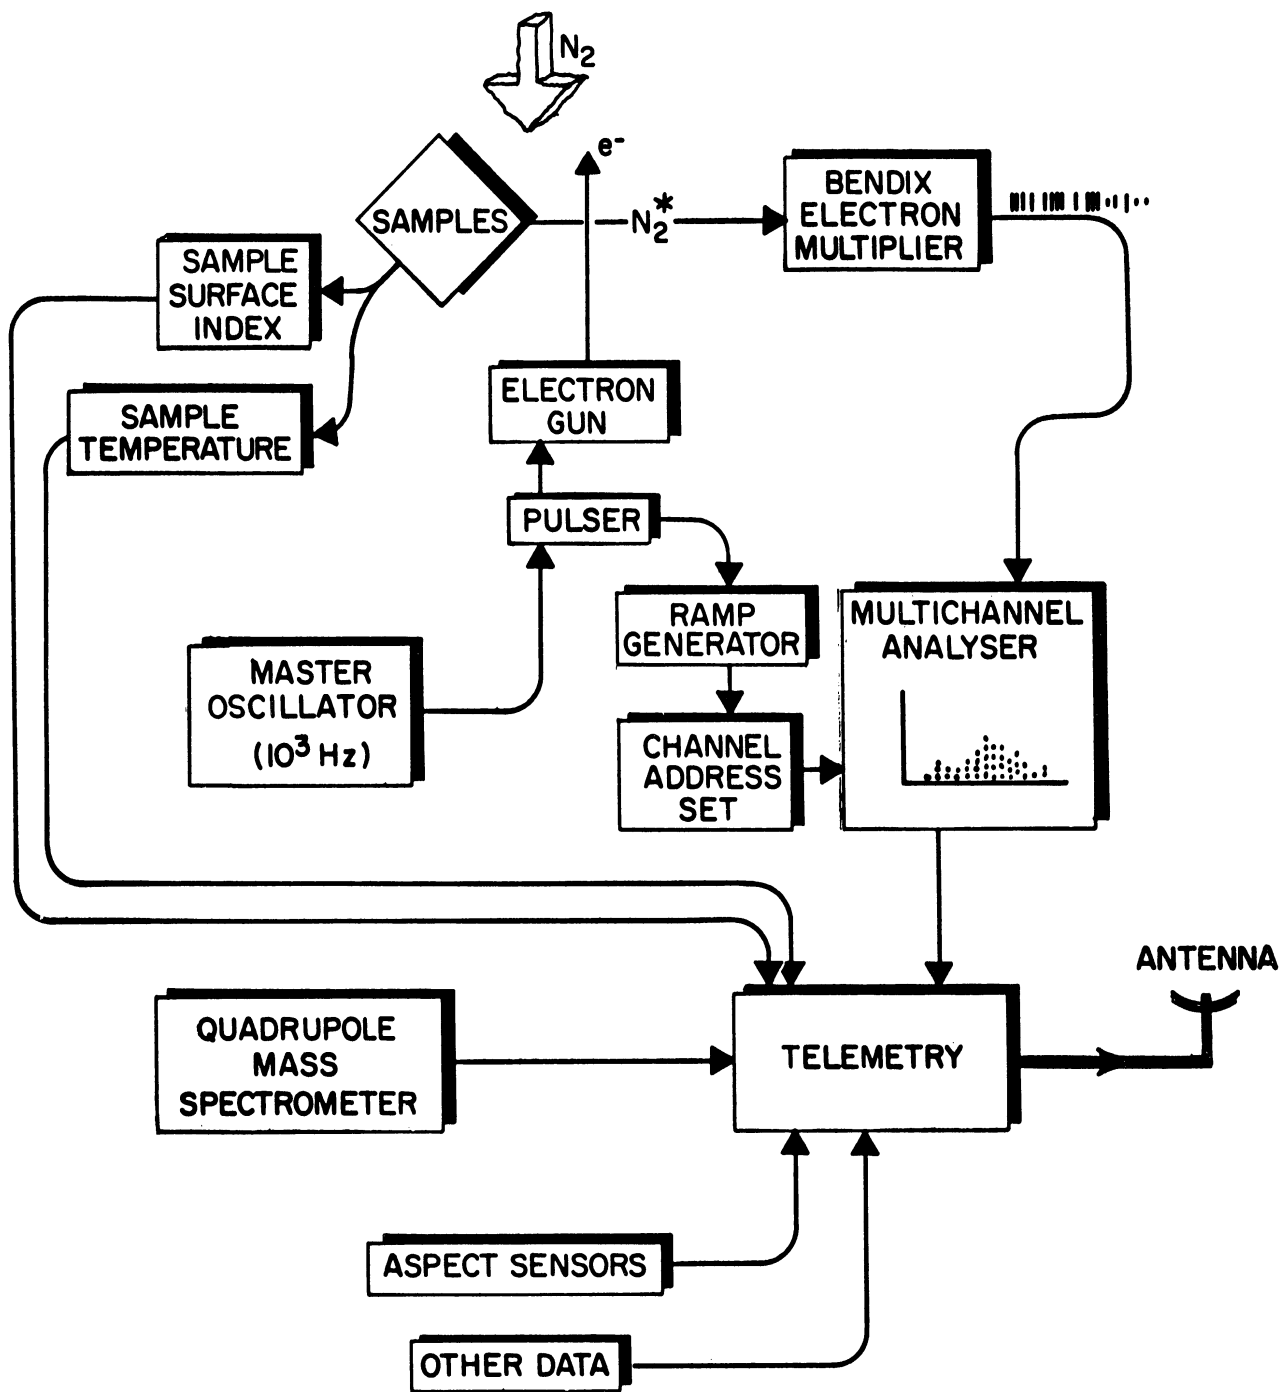 N2
e-
SAMPLES
N2*
BENDIX
ELECTRON
MULTIPLIER
SAMPLE
SURFACE
INDEX
ELECTRON
GUN
SAMPLE
TEMPERATURE
PULSER
RAMP
GENERATOR
MULTICHANNEL
ANALYSER
MASTER
OSCILLATOR
(10³ Hz)
CHANNEL
ADDRESS
SET
ANTENNA
QUADRUPOLE
MASS
SPECTROMETER
TELEMETRY
ASPECT SENSORS
OTHER DATA